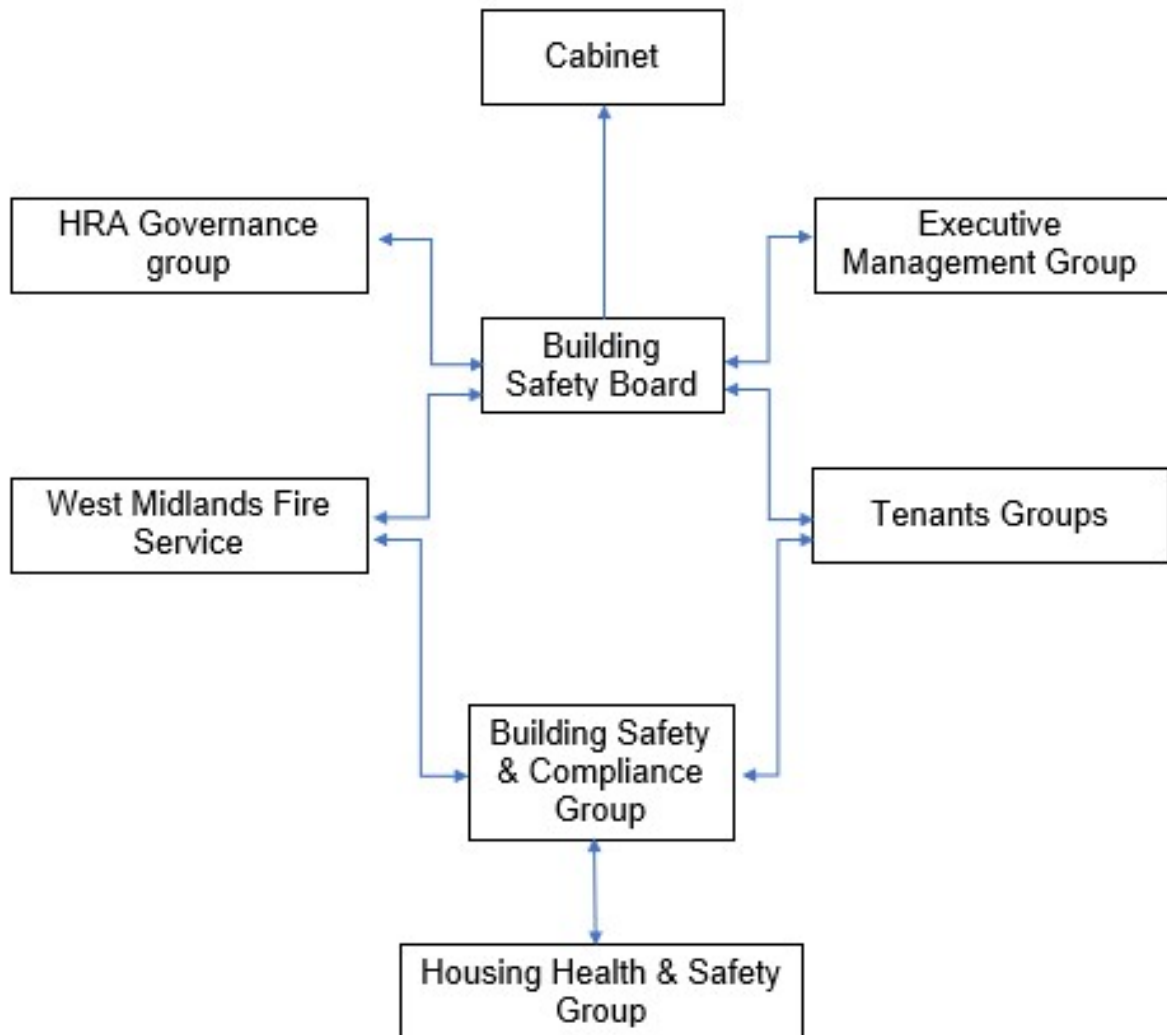 Cabinet
HRA Governance
group
Executive
Management Group
Building
Safety Board
West Midlands Fire
Service
Tenants Groups
Building Safety
& Compliance
Group
Housing Health & Safety
Group